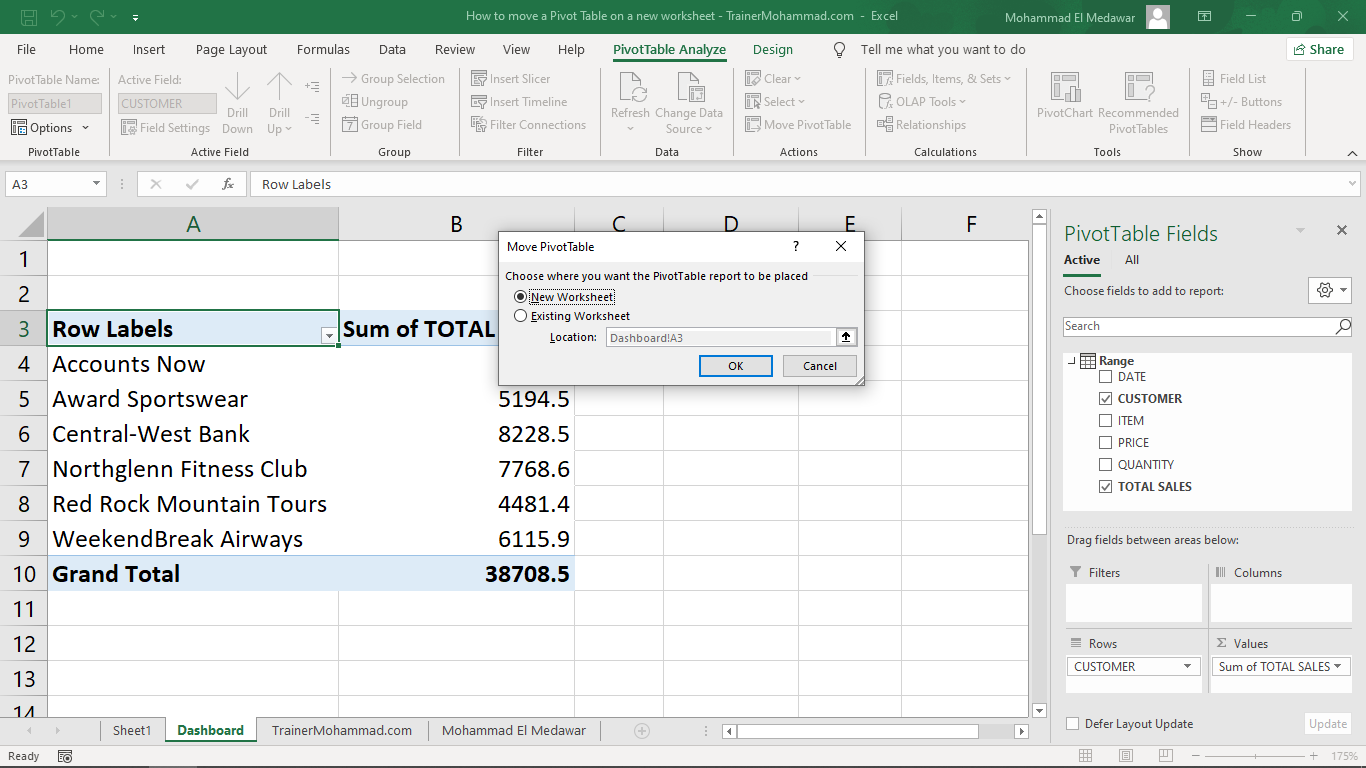 How to move a Pivot Table on a new worksheet - TrainerMohammad.com - Excel
Mohammad El Medawar
File Home Insert Page Layout Formulas Data Review View Help PivotTable Analyze Design Tell me what you want to do Share
PivotTable Name:
PivotTable1
Options
PivotTable
Active Field:
CUSTOMER
Field Settings
Drill Down
Drill Up
Active Field
Group Selection
Ungroup
Group Field
Group
Insert Slicer
Insert Timeline
Filter Connections
Filter
Refresh
Change Data Source
Data
Clear
Select
Move PivotTable
Actions
Fields, Items, & Sets
OLAP Tools
Relationships
Calculations
PivotChart
Recommended PivotTables
Tools
Field List
+/- Buttons
Field Headers
Show
A3 fx Row Labels
A B C D E F
1
2
3 Row Labels Sum of TOTAL
4 Accounts Now
5 Award Sportswear 5194.5
6 Central-West Bank 8228.5
7 Northglenn Fitness Club 7768.6
8 Red Rock Mountain Tours 4481.4
9 WeekendBreak Airways 6115.9
10 Grand Total 38708.5
11
12
13
14
Move PivotTable ?
Choose where you want the PivotTable report to be placed
New Worksheet
Existing Worksheet
Location: Dashboard!A3
OK Cancel
PivotTable Fields
Active All
Choose fields to add to report:
Search
Range
DATE
CUSTOMER
ITEM
PRICE
QUANTITY
TOTAL SALES
Drag fields between areas below:
Filters Columns
Rows Σ Values
CUSTOMER Sum of TOTAL SALES
Defer Layout Update Update
Sheet1 Dashboard TrainerMohammad.com Mohammad El Medawar
Ready 175%